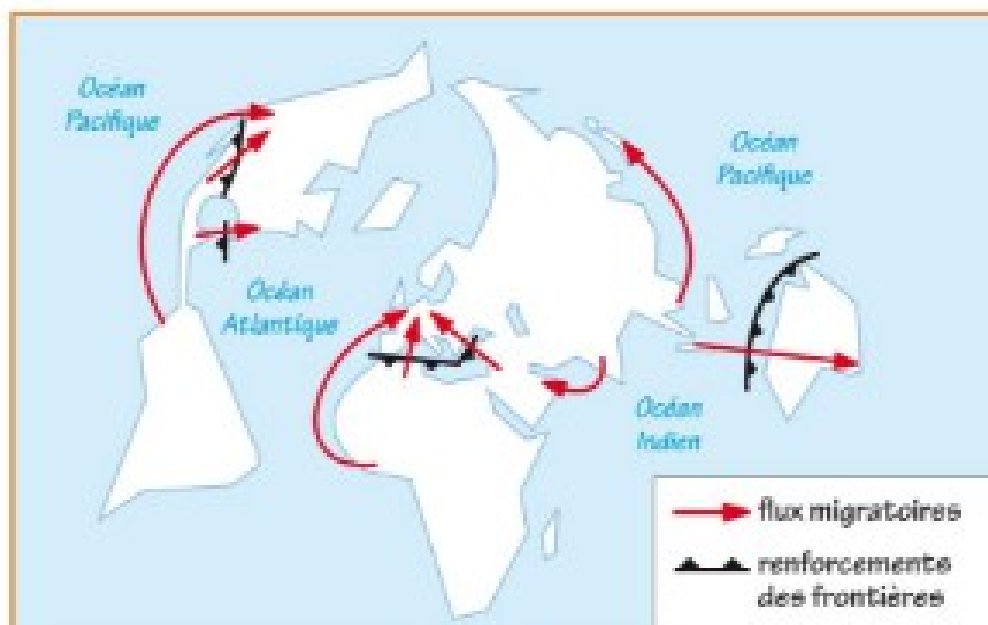 Océan
Pacifique
Océan
Pacifique
Océan
Atlantique
Océan
Indien
flux migratoires
renforcements
des frontières